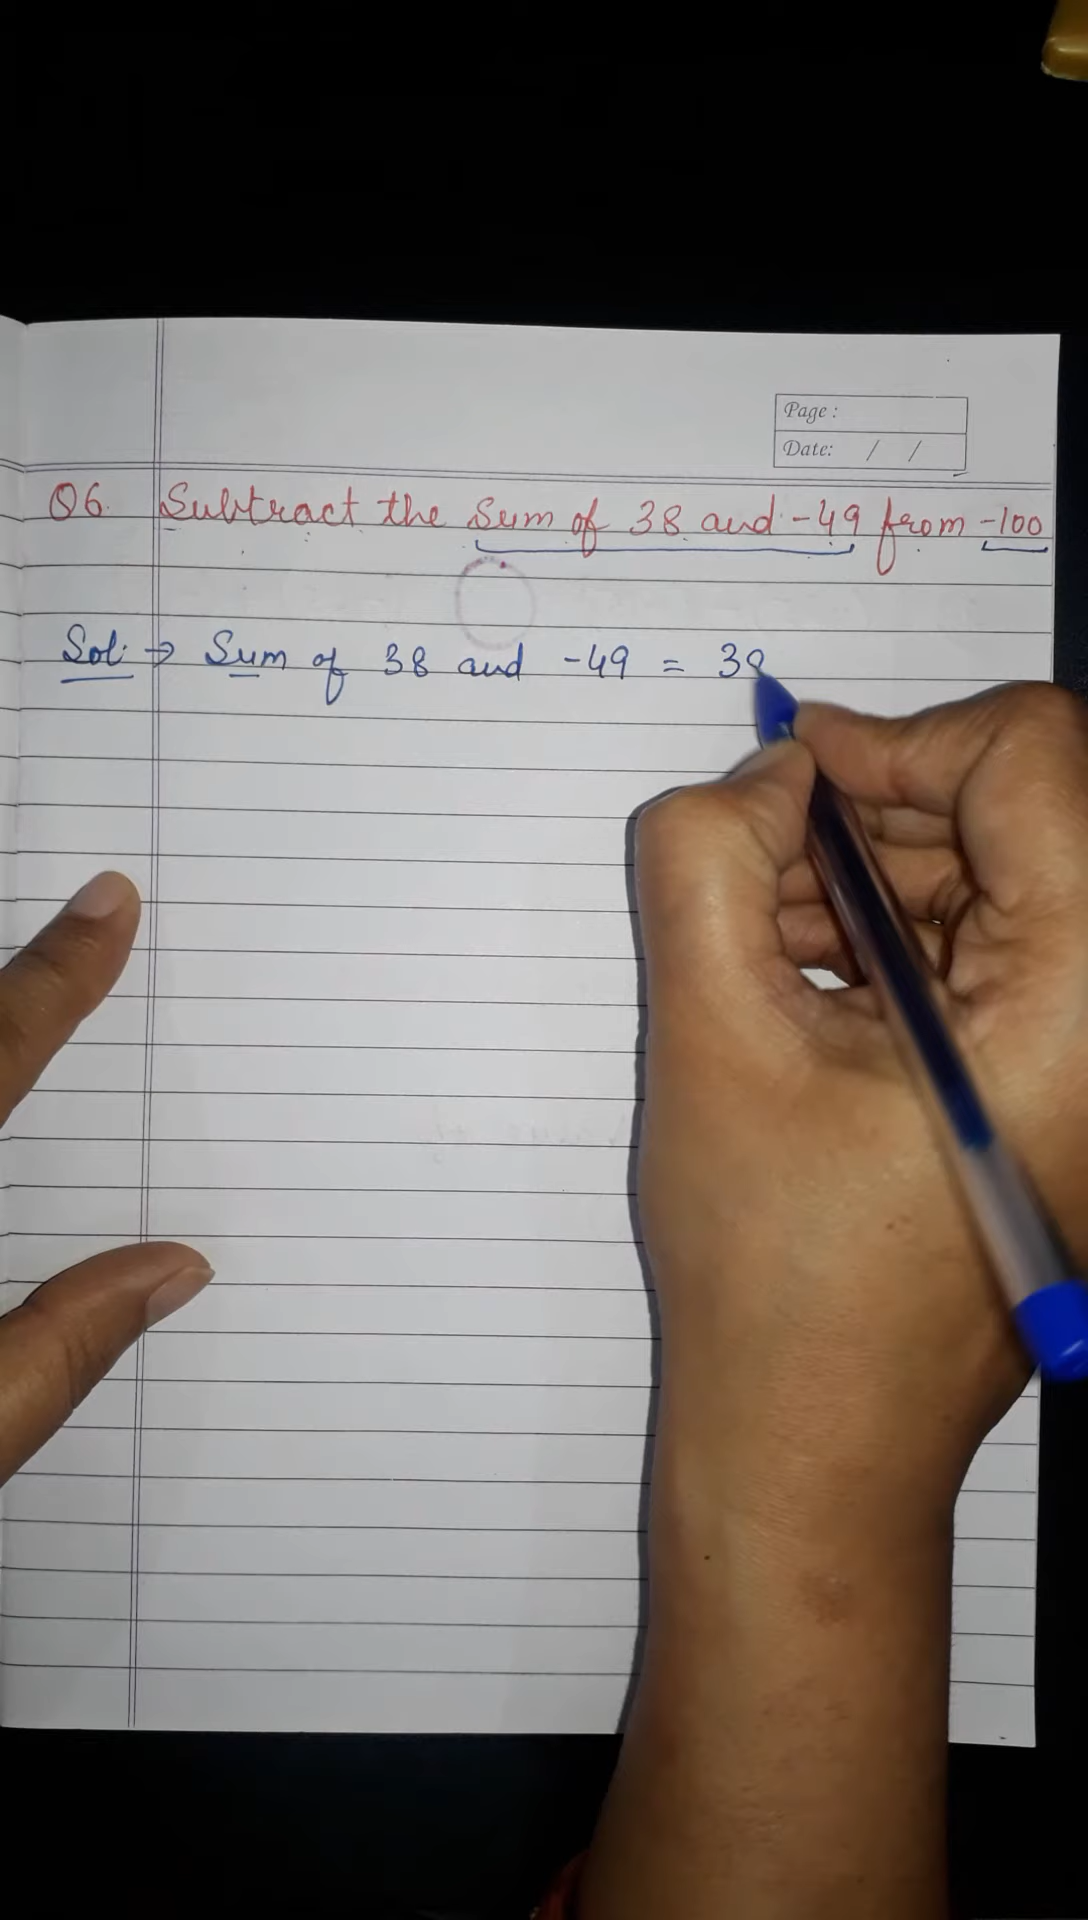 Page :
Date: / /
Q6. Subtract the Sum of 38 and -49 from -100
Sol: → Sum of 38 and -49 = 38